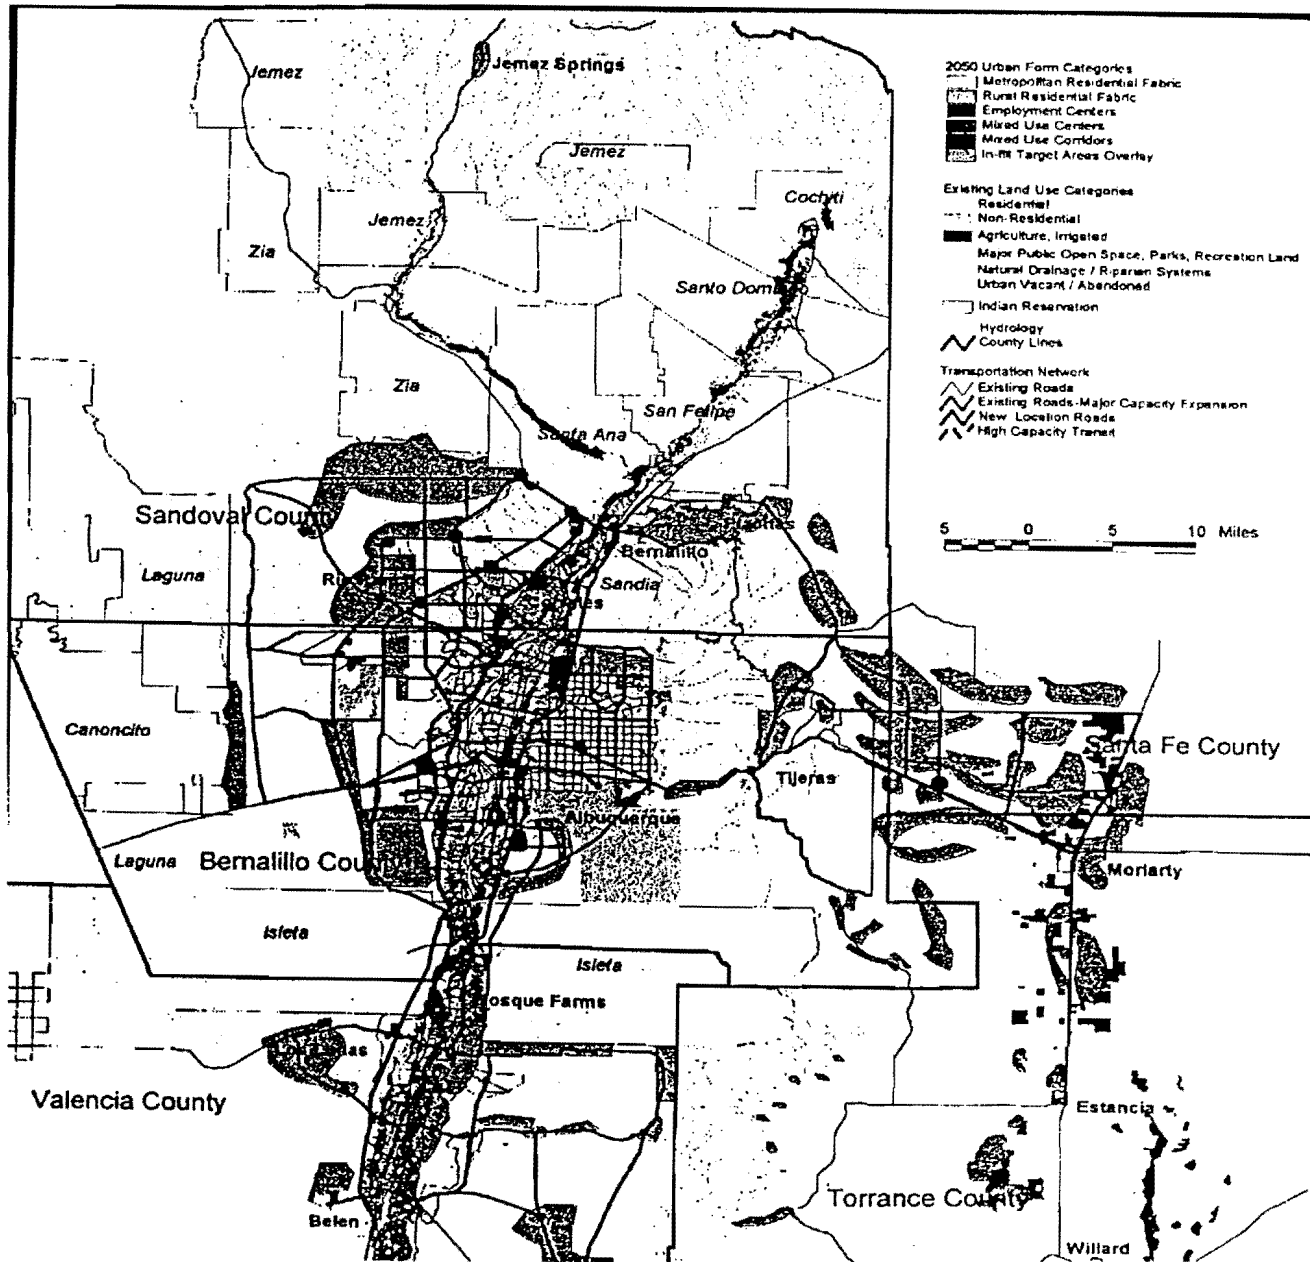 Jemez
Jemez Springs
Jemez
Cochiti
Jemez
Zia
Santo Dom
Zia
San Felipe
Santa Ana
Sandoval County
Bernalillo
Laguna
Sandia
Canoncito
Santa Fe County
Tijeras
Albuquerque
Laguna
Bernalillo Coun
Moriarty
Isleta
Isleta
osque Farms
Valencia County
Estancia
Torrance County
Belen
Willard
2050 Urban Form Categories
Metropolitan Residential Fabric
Rural Residential Fabric
Employment Centers
Mixed Use Centers
Mixed Use Corridors
In-fill Target Areas Overlay
Existing Land Use Categories
Residential
Non-Residential
Agriculture, Irrigated
Major Public Open Space, Parks, Recreation Land
Natural Drainage / Riparian Systems
Urban Vacant / Abandoned
Indian Reservation
Hydrology
County Lines
Transportation Network
Existing Roads
Existing Roads-Major Capacity Expansion
New Location Roads
High Capacity Transit
5 0 5 10 Miles